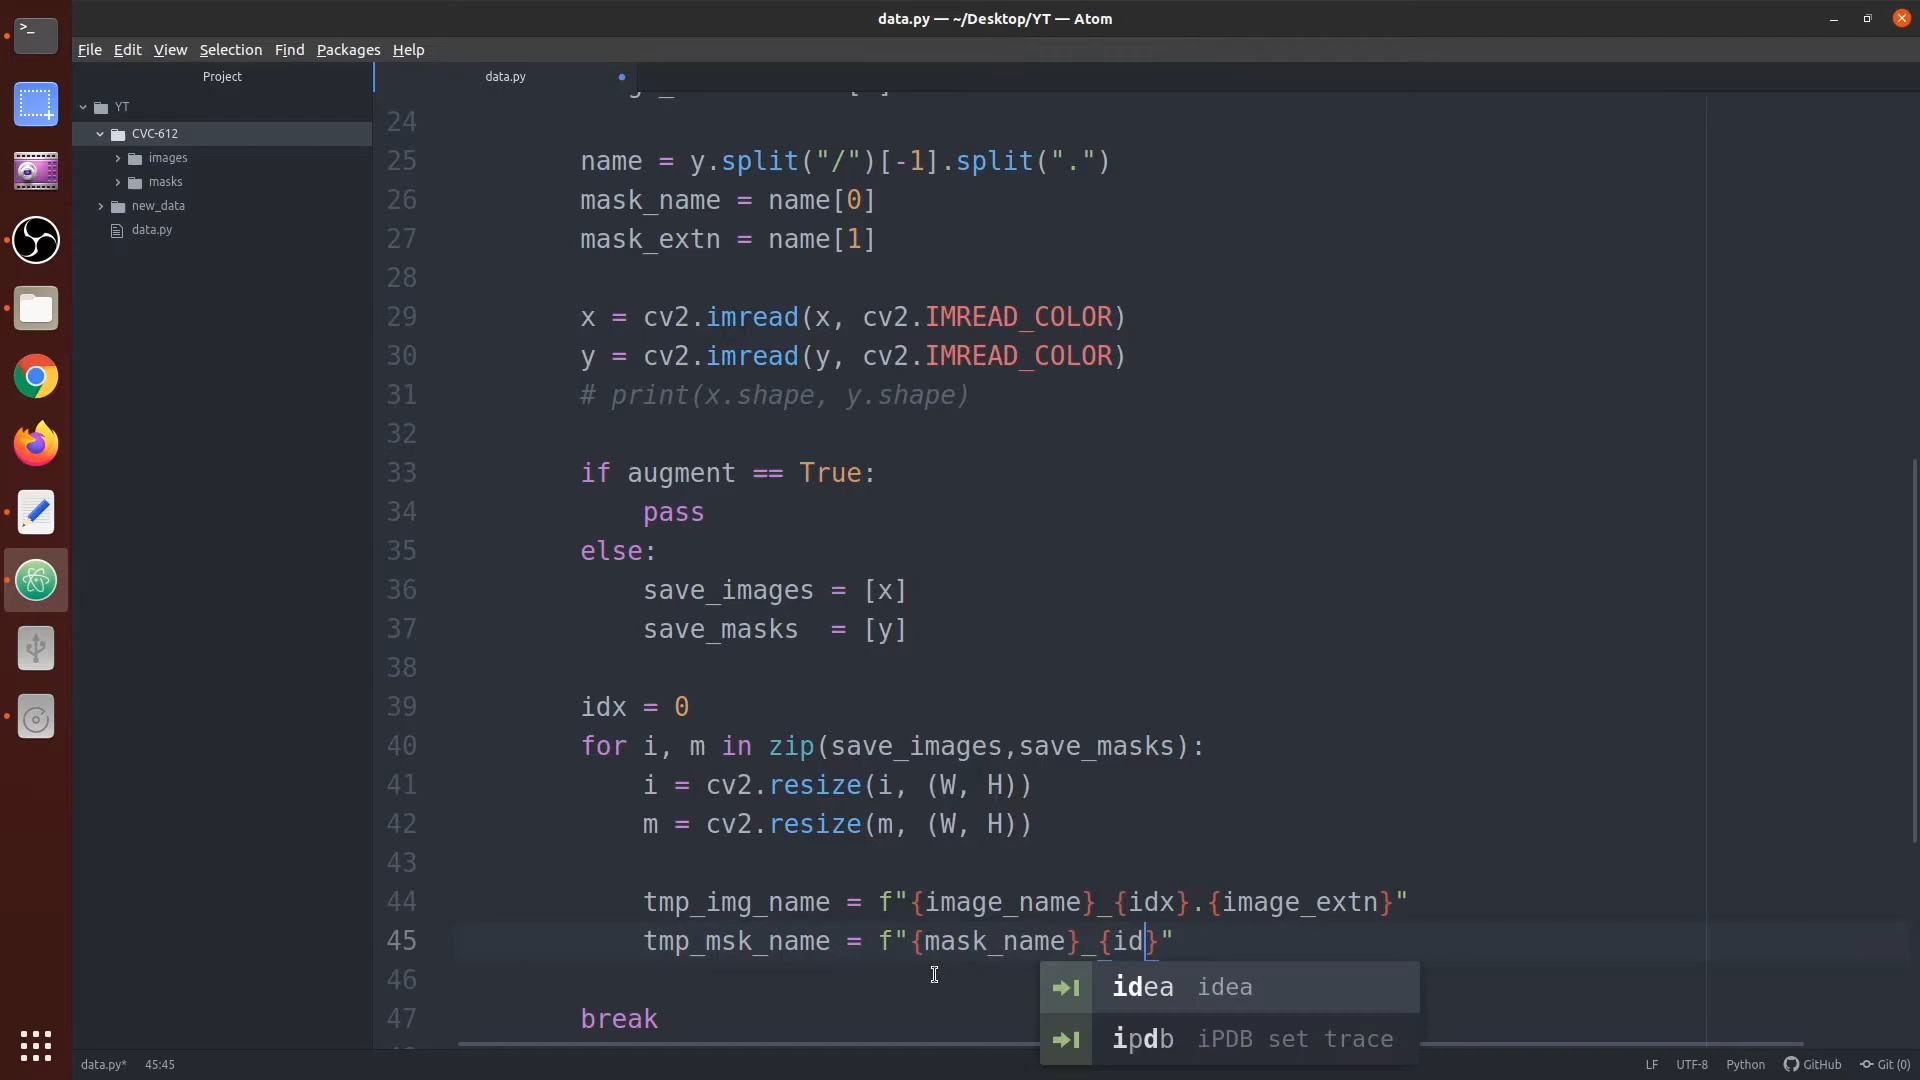 data.py — ~/Desktop/YT — Atom
File Edit View Selection Find Packages Help
Project
data.py
YT
CVC-612
images
masks
new_data
data.py
24
25 name = y.split("/")[-1].split(".")
26 mask_name = name[0]
27 mask_extn = name[1]
28
29 x = cv2.imread(x, cv2.IMREAD_COLOR)
30 y = cv2.imread(y, cv2.IMREAD_COLOR)
31 # print(x.shape, y.shape)
32
33 if augment == True:
34 pass
35 else:
36 save_images = [x]
37 save_masks  = [y]
38
39 idx = 0
40 for i, m in zip(save_images,save_masks):
41 i = cv2.resize(i, (W, H))
42 m = cv2.resize(m, (W, H))
43
44 tmp_img_name = f"{image_name}_{idx}.{image_extn}"
45 tmp_msk_name = f"{mask_name}_{id}"
46
idea idea
47 break
ipdb iPDB set trace
data.py* 45:45 LF UTF-8 Python GitHub Git (0)